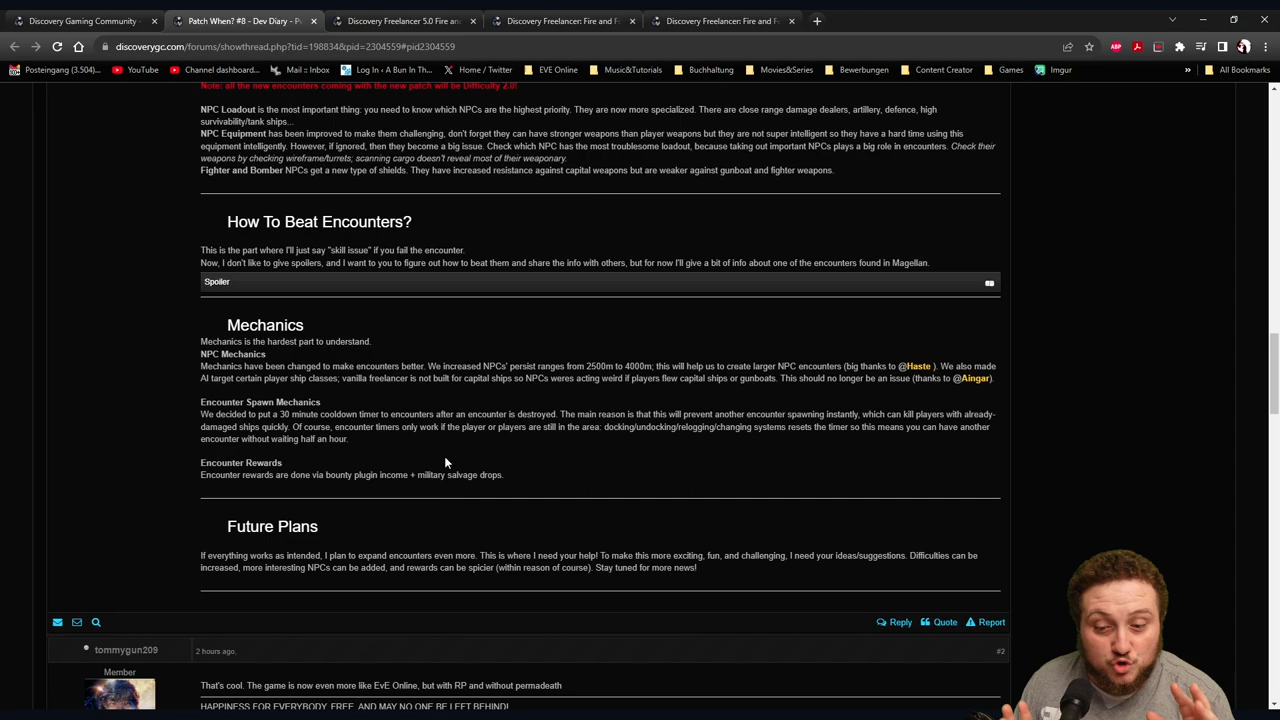 Discovery Gaming Community -
Patch When? #8 - Dev Diary - P
Discovery Freelancer 5.0 Fire and
Discovery Freelancer: Fire and F
Discovery Freelancer: Fire and F
discoverygc.com/forums/showthread.php?tid=198834&pid=2304559#pid2304559
Posteingang (3.504)...
YouTube
Channel dashboard...
Mail :: Inbox
Log In ‹ A Bun In Th...
Home / Twitter
EVE Online
Music&Tutorials
Buchhaltung
Movies&Series
Bewerbungen
Content Creator
Games
Imgur
»
All Bookmarks
Note: all the new encounters coming with the new patch will be Difficulty 2.0!
NPC Loadout is the most important thing: you need to know which NPCs are the highest priority. They are now more specialized. There are close range damage dealers, artillery, defence, high
survivability/tank ships...
NPC Equipment has been improved to make them challenging, don't forget they can have stronger weapons than player weapons but they are not super intelligent so they have a hard time using this
equipment intelligently. However, if ignored, then they become a big issue. Check which NPC has the most troublesome loadout, because taking out important NPCs plays a big role in encounters. Check their
weapons by checking wireframe/turrets; scanning cargo doesn't reveal most of their weaponary.
Fighter and Bomber NPCs get a new type of shields. They have increased resistance against capital weapons but are weaker against gunboat and fighter weapons.
How To Beat Encounters?
This is the part where I'll just say "skill issue" if you fail the encounter.
Now, I don't like to give spoilers, and I want to you to figure out how to beat them and share the info with others, but for now I'll give a bit of info about one of the encounters found in Magellan.
Spoiler
Mechanics
Mechanics is the hardest part to understand.
NPC Mechanics
Mechanics have been changed to make encounters better. We increased NPCs' persist ranges from 2500m to 4000m; this will help us to create larger NPC encounters (big thanks to @Haste ). We also made
AI target certain player ship classes; vanilla freelancer is not built for capital ships so NPCs weres acting weird if players flew capital ships or gunboats. This should no longer be an issue (thanks to @Aingar).
Encounter Spawn Mechanics
We decided to put a 30 minute cooldown timer to encounters after an encounter is destroyed. The main reason is that this will prevent another encounter spawning instantly, which can kill players with already-
damaged ships quickly. Of course, encounter timers only work if the player or players are still in the area: docking/undocking/relogging/changing systems resets the timer so this means you can have another
encounter without waiting half an hour.
Encounter Rewards
Encounter rewards are done via bounty plugin income + military salvage drops.
Future Plans
If everything works as intended, I plan to expand encounters even more. This is where I need your help! To make this more exciting, fun, and challenging, I need your ideas/suggestions. Difficulties can be
increased, more interesting NPCs can be added, and rewards can be spicier (within reason of course). Stay tuned for more news!
Reply
Quote
Report
tommygun209
2 hours ago,
#2
Member
That's cool. The game is now even more like EvE Online, but with RP and without permadeath
HAPPINESS FOR EVERYBODY, FREE, AND MAY NO ONE BE LEFT BEHIND!